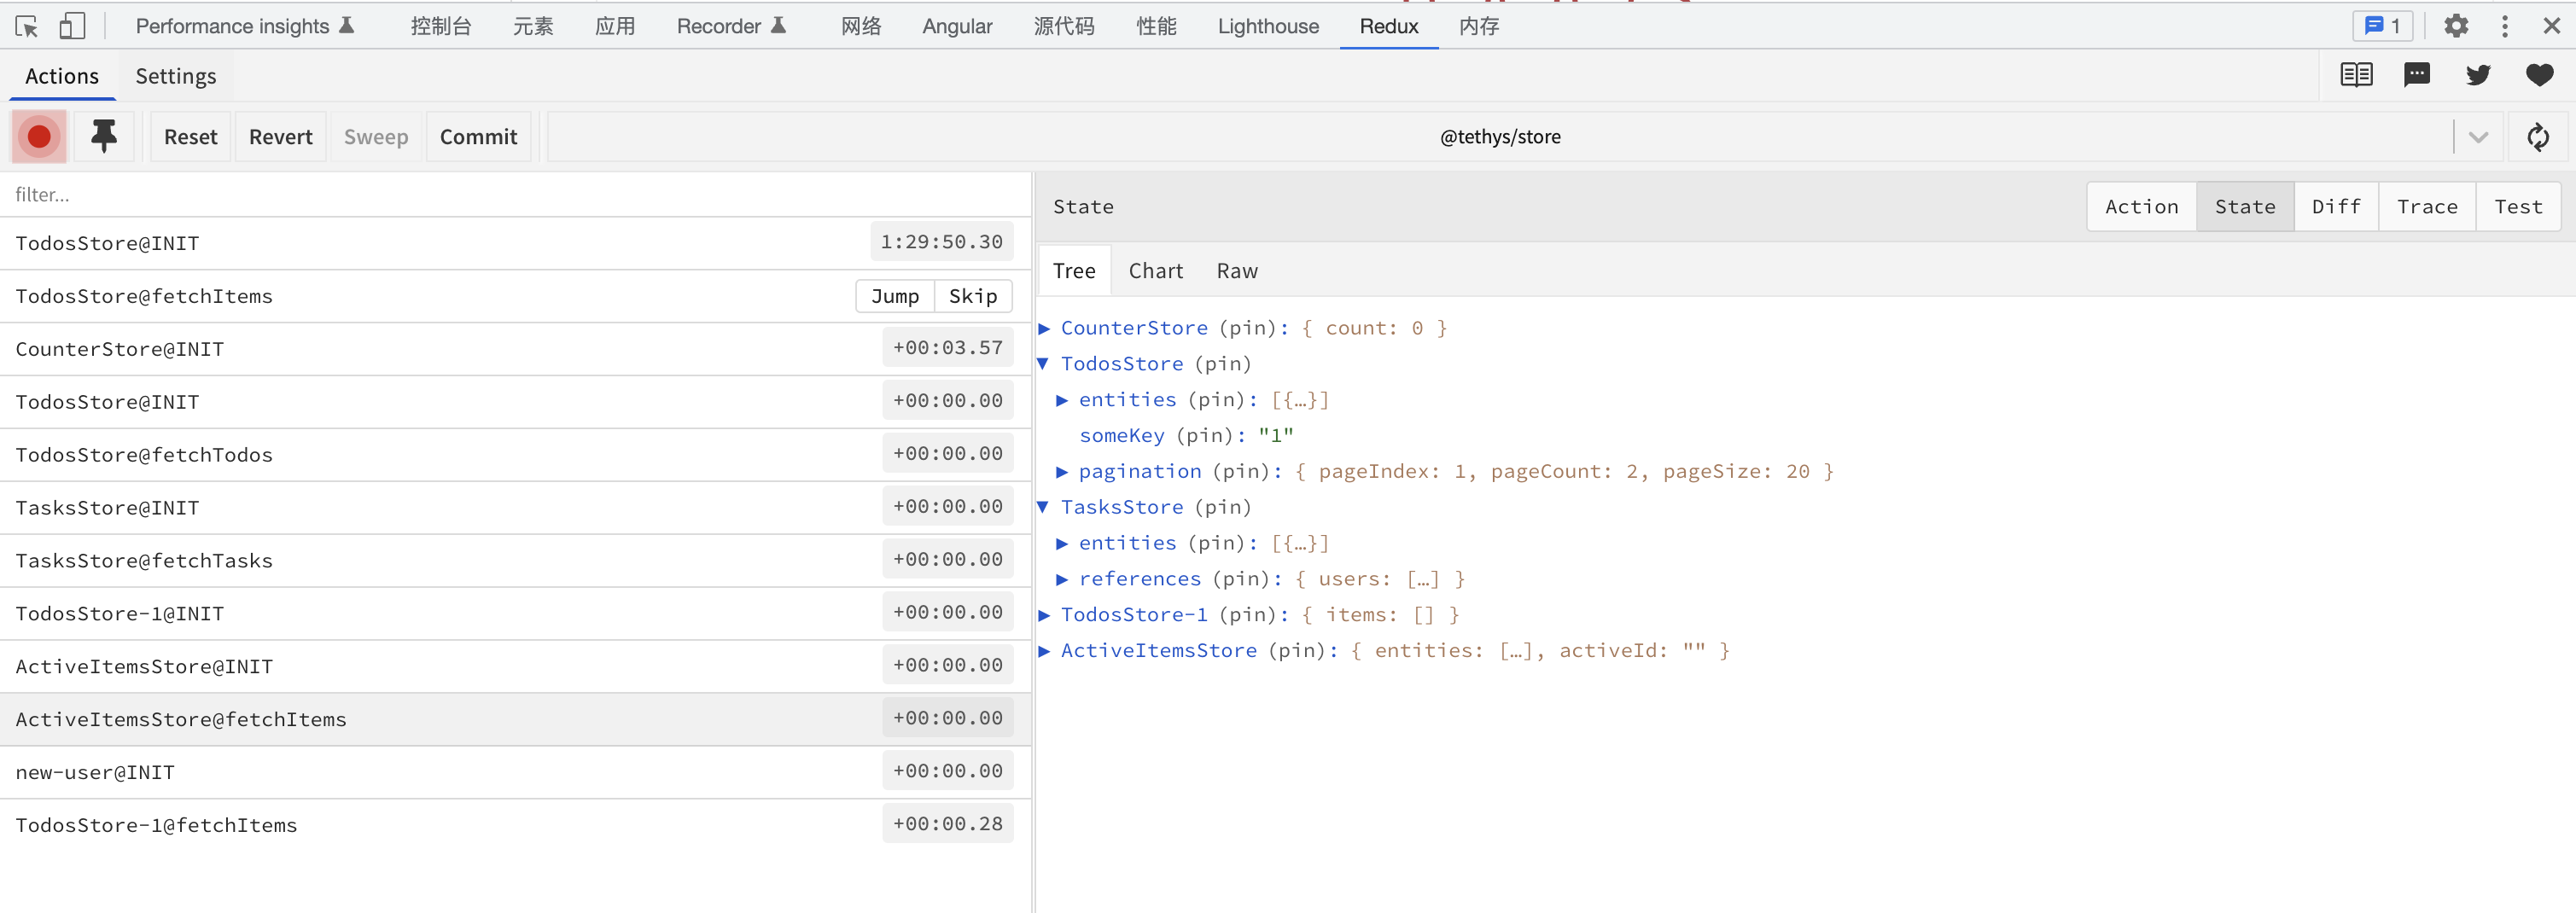 Performance insights 控制台 元素 应用 Recorder 网络 Angular 源代码 性能 Lighthouse Redux 内存 1
Actions Settings
Reset Revert Sweep Commit @tethys/store
filter...
TodosStore@INIT 1:29:50.30
TodosStore@fetchItems Jump Skip
CounterStore@INIT +00:03.57
TodosStore@INIT +00:00.00
TodosStore@fetchTodos +00:00.00
TasksStore@INIT +00:00.00
TasksStore@fetchTasks +00:00.00
TodosStore-1@INIT +00:00.00
ActiveItemsStore@INIT +00:00.00
ActiveItemsStore@fetchItems +00:00.00
new-user@INIT +00:00.00
TodosStore-1@fetchItems +00:00.28
State Action State Diff Trace Test
Tree Chart Raw
CounterStore (pin): { count: 0 }
TodosStore (pin)
entities (pin): [{…}]
someKey (pin): "1"
pagination (pin): { pageIndex: 1, pageCount: 2, pageSize: 20 }
TasksStore (pin)
entities (pin): [{…}]
references (pin): { users: […] }
TodosStore-1 (pin): { items: [] }
ActiveItemsStore (pin): { entities: […], activeId: "" }